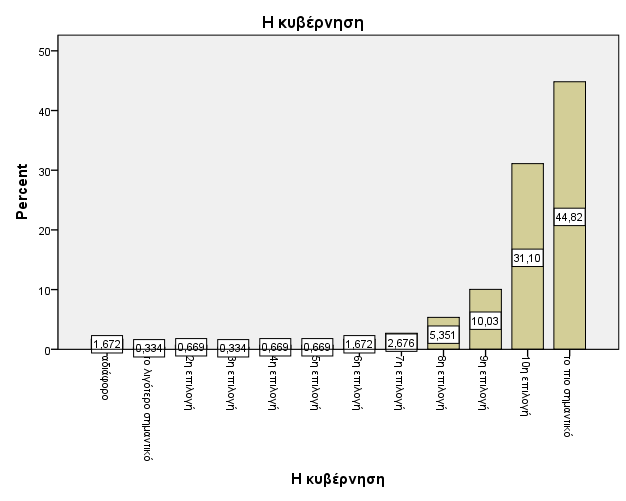 Η κυβέρνηση
Percent
50
40
30
20
10
0
1,672
0,334
0,669
0,334
0,669
0,669
1,672
2,676
5,351
10,03
31,10
44,82
αδιάφορο
το λιγότερο σημαντικό
2η επιλογή
3η επιλογή
4η επιλογή
5η επιλογή
6η επιλογή
7η επιλογή
8η επιλογή
9η επιλογή
10η επιλογή
το πιο σημαντικό
Η κυβέρνηση